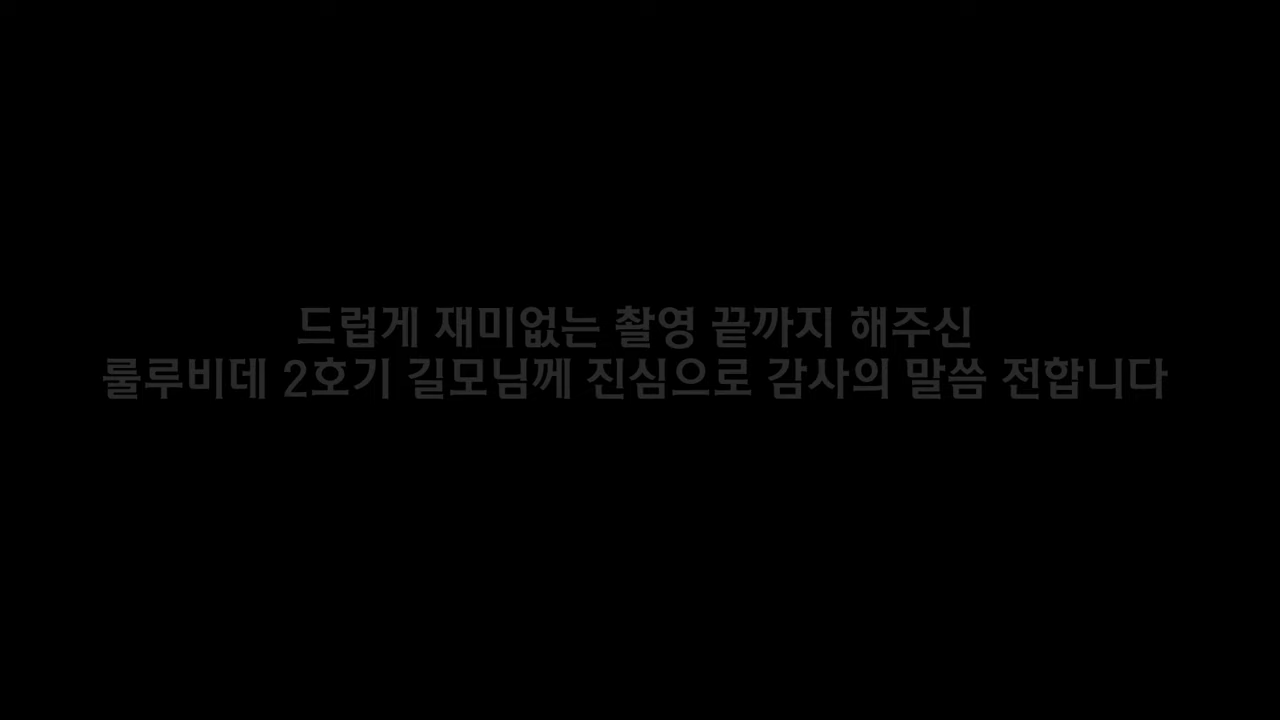 드럽게 재미없는 촬영 끝까지 해주신
룰루비데 2호기 길모님께 진심으로 감사의 말씀 전합니다